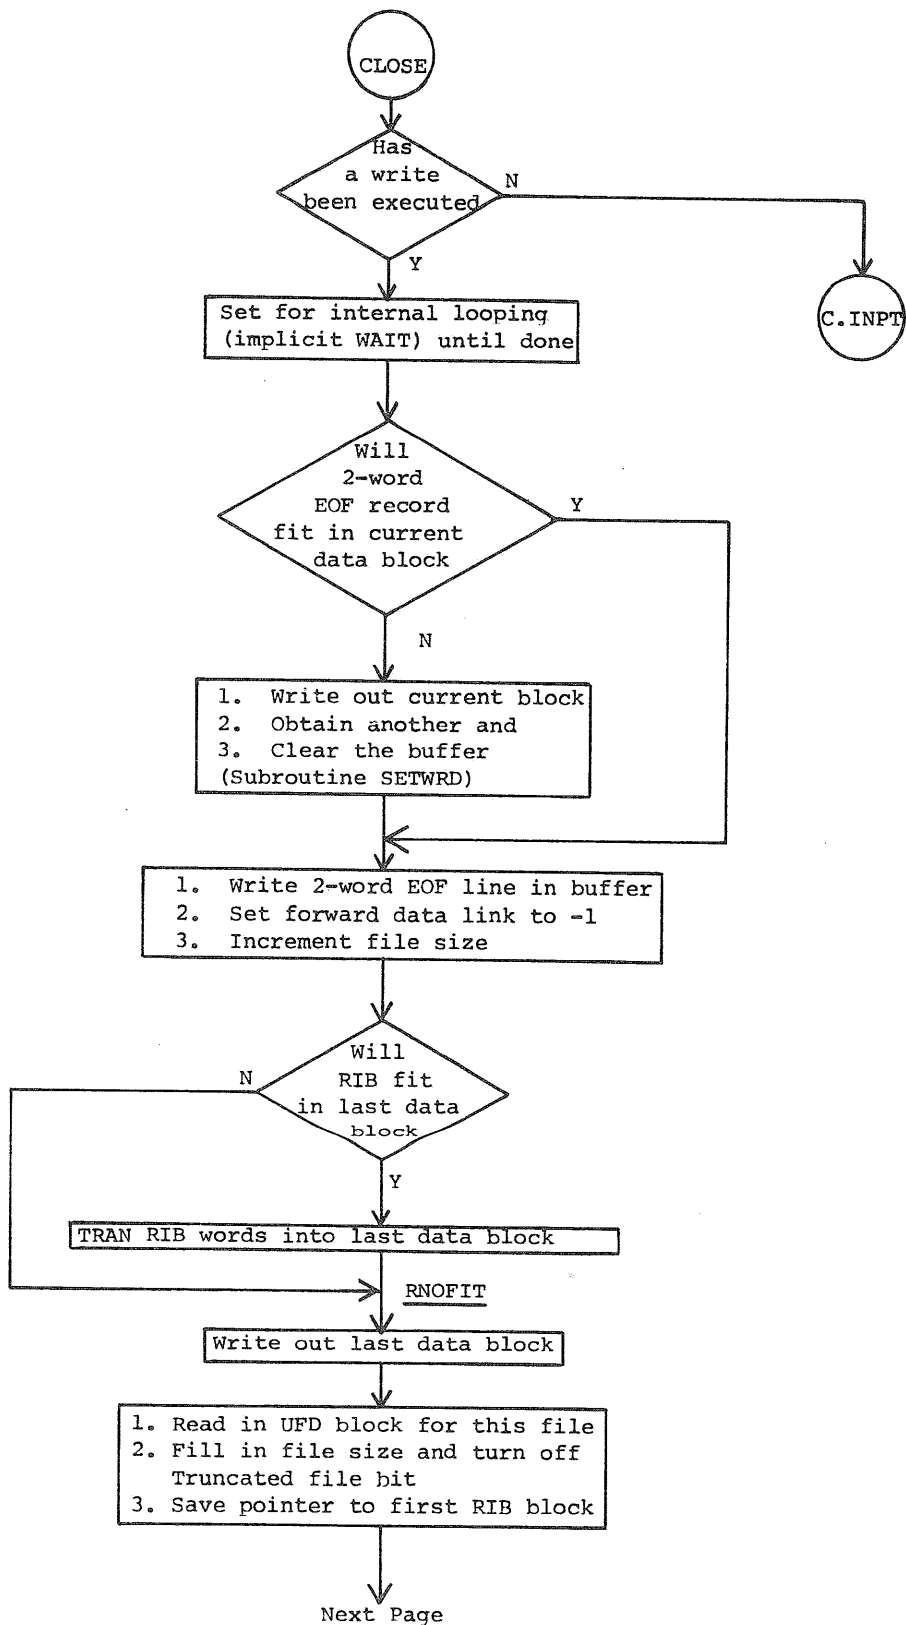 CLOSE
Has
a write
been executed
N
Y
C.INPT
Set for internal looping
(implicit WAIT) until done
Will
2-word
EOF record
fit in current
data block
Y
N
1. Write out current block
2. Obtain another and
3. Clear the buffer
(Subroutine SETWRD)
1. Write 2-word EOF line in buffer
2. Set forward data link to -1
3. Increment file size
Will
RIB fit
in last data
block
N
Y
TRAN RIB words into last data block
RNOFIT
Write out last data block
1. Read in UFD block for this file
2. Fill in file size and turn off
Truncated file bit
3. Save pointer to first RIB block
Next Page